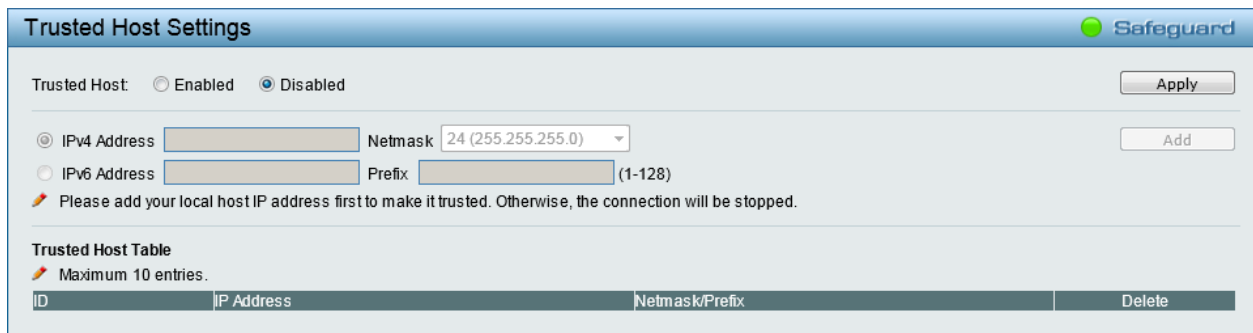 Trusted Host Settings Safeguard
Trusted Host: Enabled Disabled Apply
IPv4 Address Netmask 24 (255.255.255.0) Add
IPv6 Address Prefix (1-128)
Please add your local host IP address first to make it trusted. Otherwise, the connection will be stopped.
Trusted Host Table
Maximum 10 entries.
ID IP Address Netmask/Prefix Delete